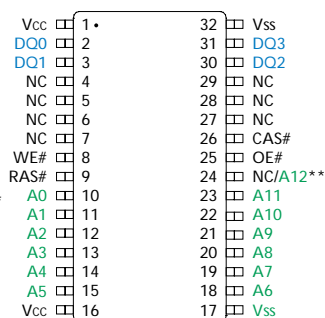 Vcc 1• 32 Vss
DQ0 2 31 DQ3
DQ1 3 30 DQ2
NC 4 29 NC
NC 5 28 NC
NC 6 27 NC
NC 7 26 CAS#
WE# 8 25 OE#
RAS# 9 24 NC/A12**
A0 10 23 A11
A1 11 22 A10
A2 12 21 A9
A3 13 20 A8
A4 14 19 A7
A5 15 18 A6
Vcc 16 17 Vss